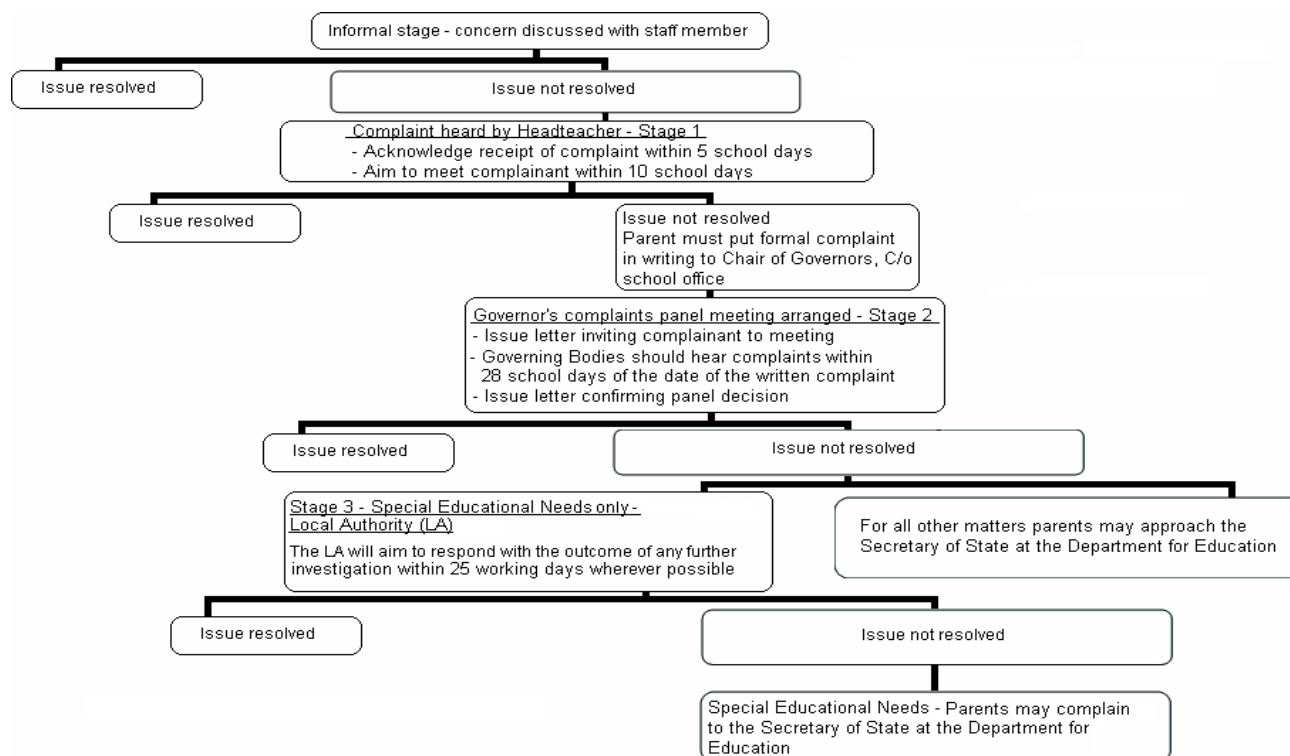 Informal stage - concern discussed with staff member
Issue resolved
Issue not resolved
Complaint heard by Headteacher - Stage 1
- Acknowledge receipt of complaint within 5 school days
- Aim to meet complainant within 10 school days
Issue resolved
Issue not resolved
Parent must put formal complaint
in writing to Chair of Governors, C/o
school office
Governor's complaints panel meeting arranged - Stage 2
- Issue letter inviting complainant to meeting
- Governing Bodies should hear complaints within
28 school days of the date of the written complaint
- Issue letter confirming panel decision
Issue resolved
Issue not resolved
Stage 3 - Special Educational Needs only -
Local Authority (LA)
The LA will aim to respond with the outcome of any further
investigation within 25 working days wherever possible
For all other matters parents may approach the
Secretary of State at the Department for Education
Issue resolved
Issue not resolved
Special Educational Needs - Parents may complain
to the Secretary of State at the Department for
Education